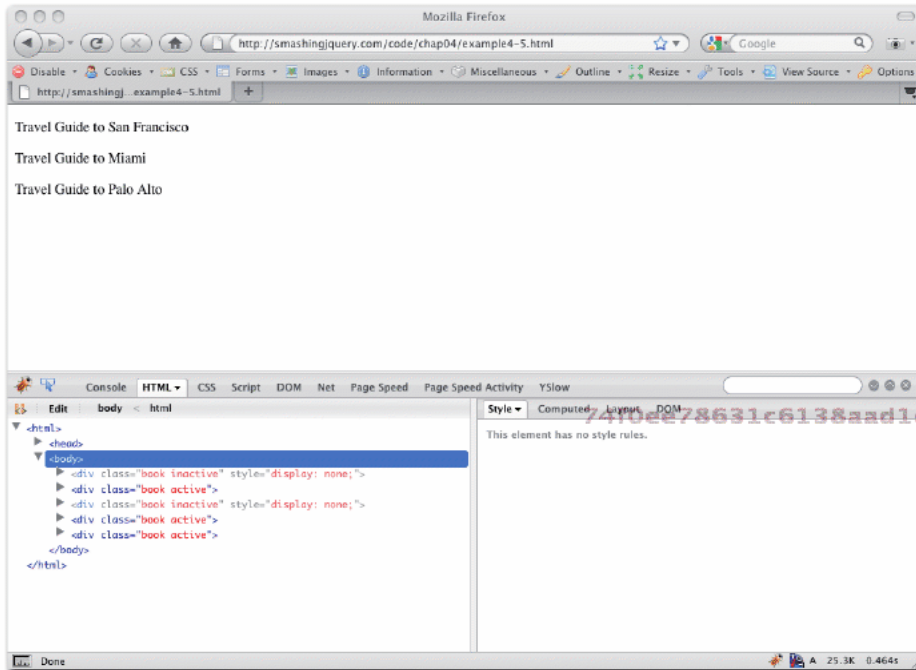 Mozilla Firefox
http://smashingjquery.com/code/chap04/example4-5.html
Google
Disable Cookies CSS Forms Images Information Miscellaneous Outline Resize Tools View Source Options
http://smashingj...example4-5.html +
Travel Guide to San Francisco
Travel Guide to Miami
Travel Guide to Palo Alto
Console HTML CSS Script DOM Net Page Speed Page Speed Activity YSlow
Edit body < html
Style Computed Layout DOM
74f0ee78631c6138aad1
This element has no style rules.
<html>
<head>
<body>
<div class="book inactive" style="display: none;">
<div class="book active">
<div class="book inactive" style="display: none;">
<div class="book active">
<div class="book active">
</body>
</html>
Done
A 25.3K 0.464s